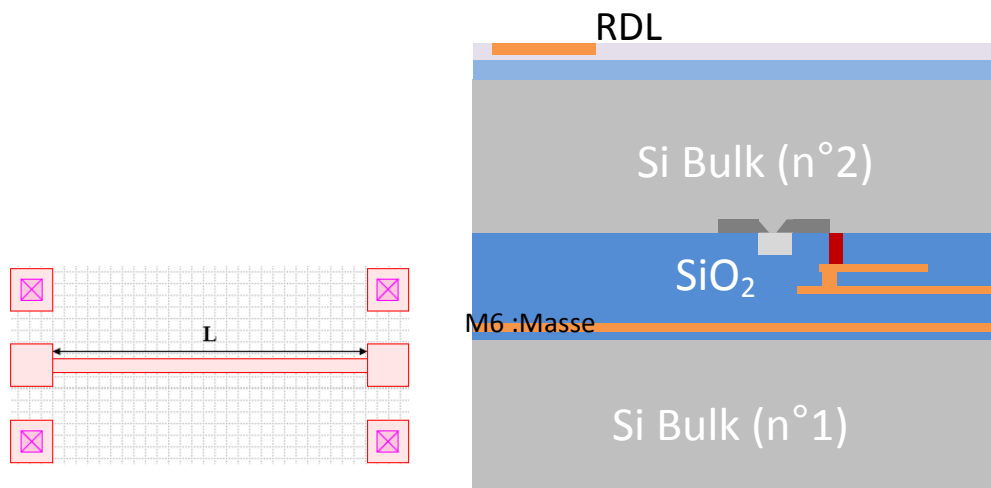 RDL
Si Bulk (n°2)
SiO₂
L
M6 :Masse
Si Bulk (n°1)